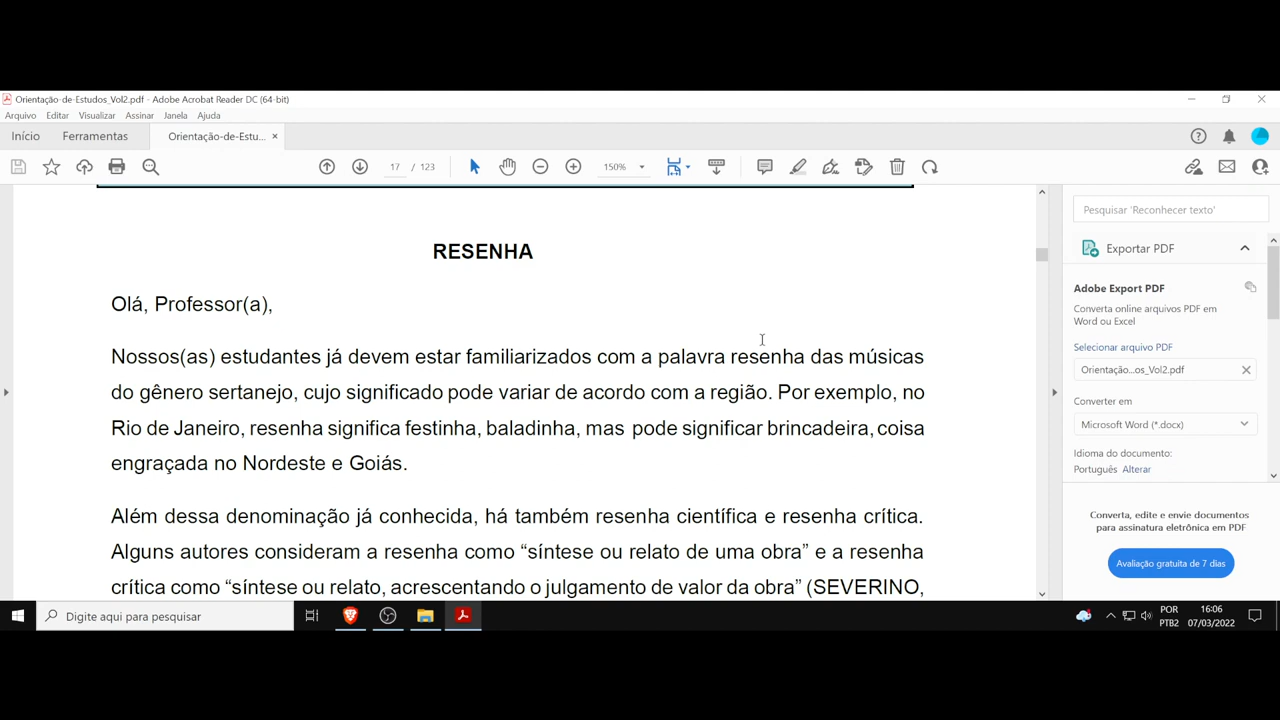 Orientação-de-Estudos_Vol2.pdf - Adobe Acrobat Reader DC (64-bit)
Arquivo Editar Visualizar Assinar Janela Ajuda
Início Ferramentas Orientação-de-Estu... ×
17 / 123 150%
RESENHA
Olá, Professor(a),
Nossos(as) estudantes já devem estar familiarizados com a palavra resenha das músicas
do gênero sertanejo, cujo significado pode variar de acordo com a região. Por exemplo, no
Rio de Janeiro, resenha significa festinha, baladinha, mas pode significar brincadeira, coisa
engraçada no Nordeste e Goiás.
Além dessa denominação já conhecida, há também resenha científica e resenha crítica.
Alguns autores consideram a resenha como “síntese ou relato de uma obra” e a resenha
crítica como “síntese ou relato, acrescentando o julgamento de valor da obra” (SEVERINO,
Pesquisar 'Reconhecer texto'
Exportar PDF
Adobe Export PDF
Converta online arquivos PDF em
Word ou Excel
Selecionar arquivo PDF
Orientação...os_Vol2.pdf
Converter em
Microsoft Word (*.docx)
Idioma do documento:
Português Alterar
Converta, edite e envie documentos
para assinatura eletrônica em PDF
Avaliação gratuita de 7 dias
Digite aqui para pesquisar
POR
PTB2
16:06
07/03/2022